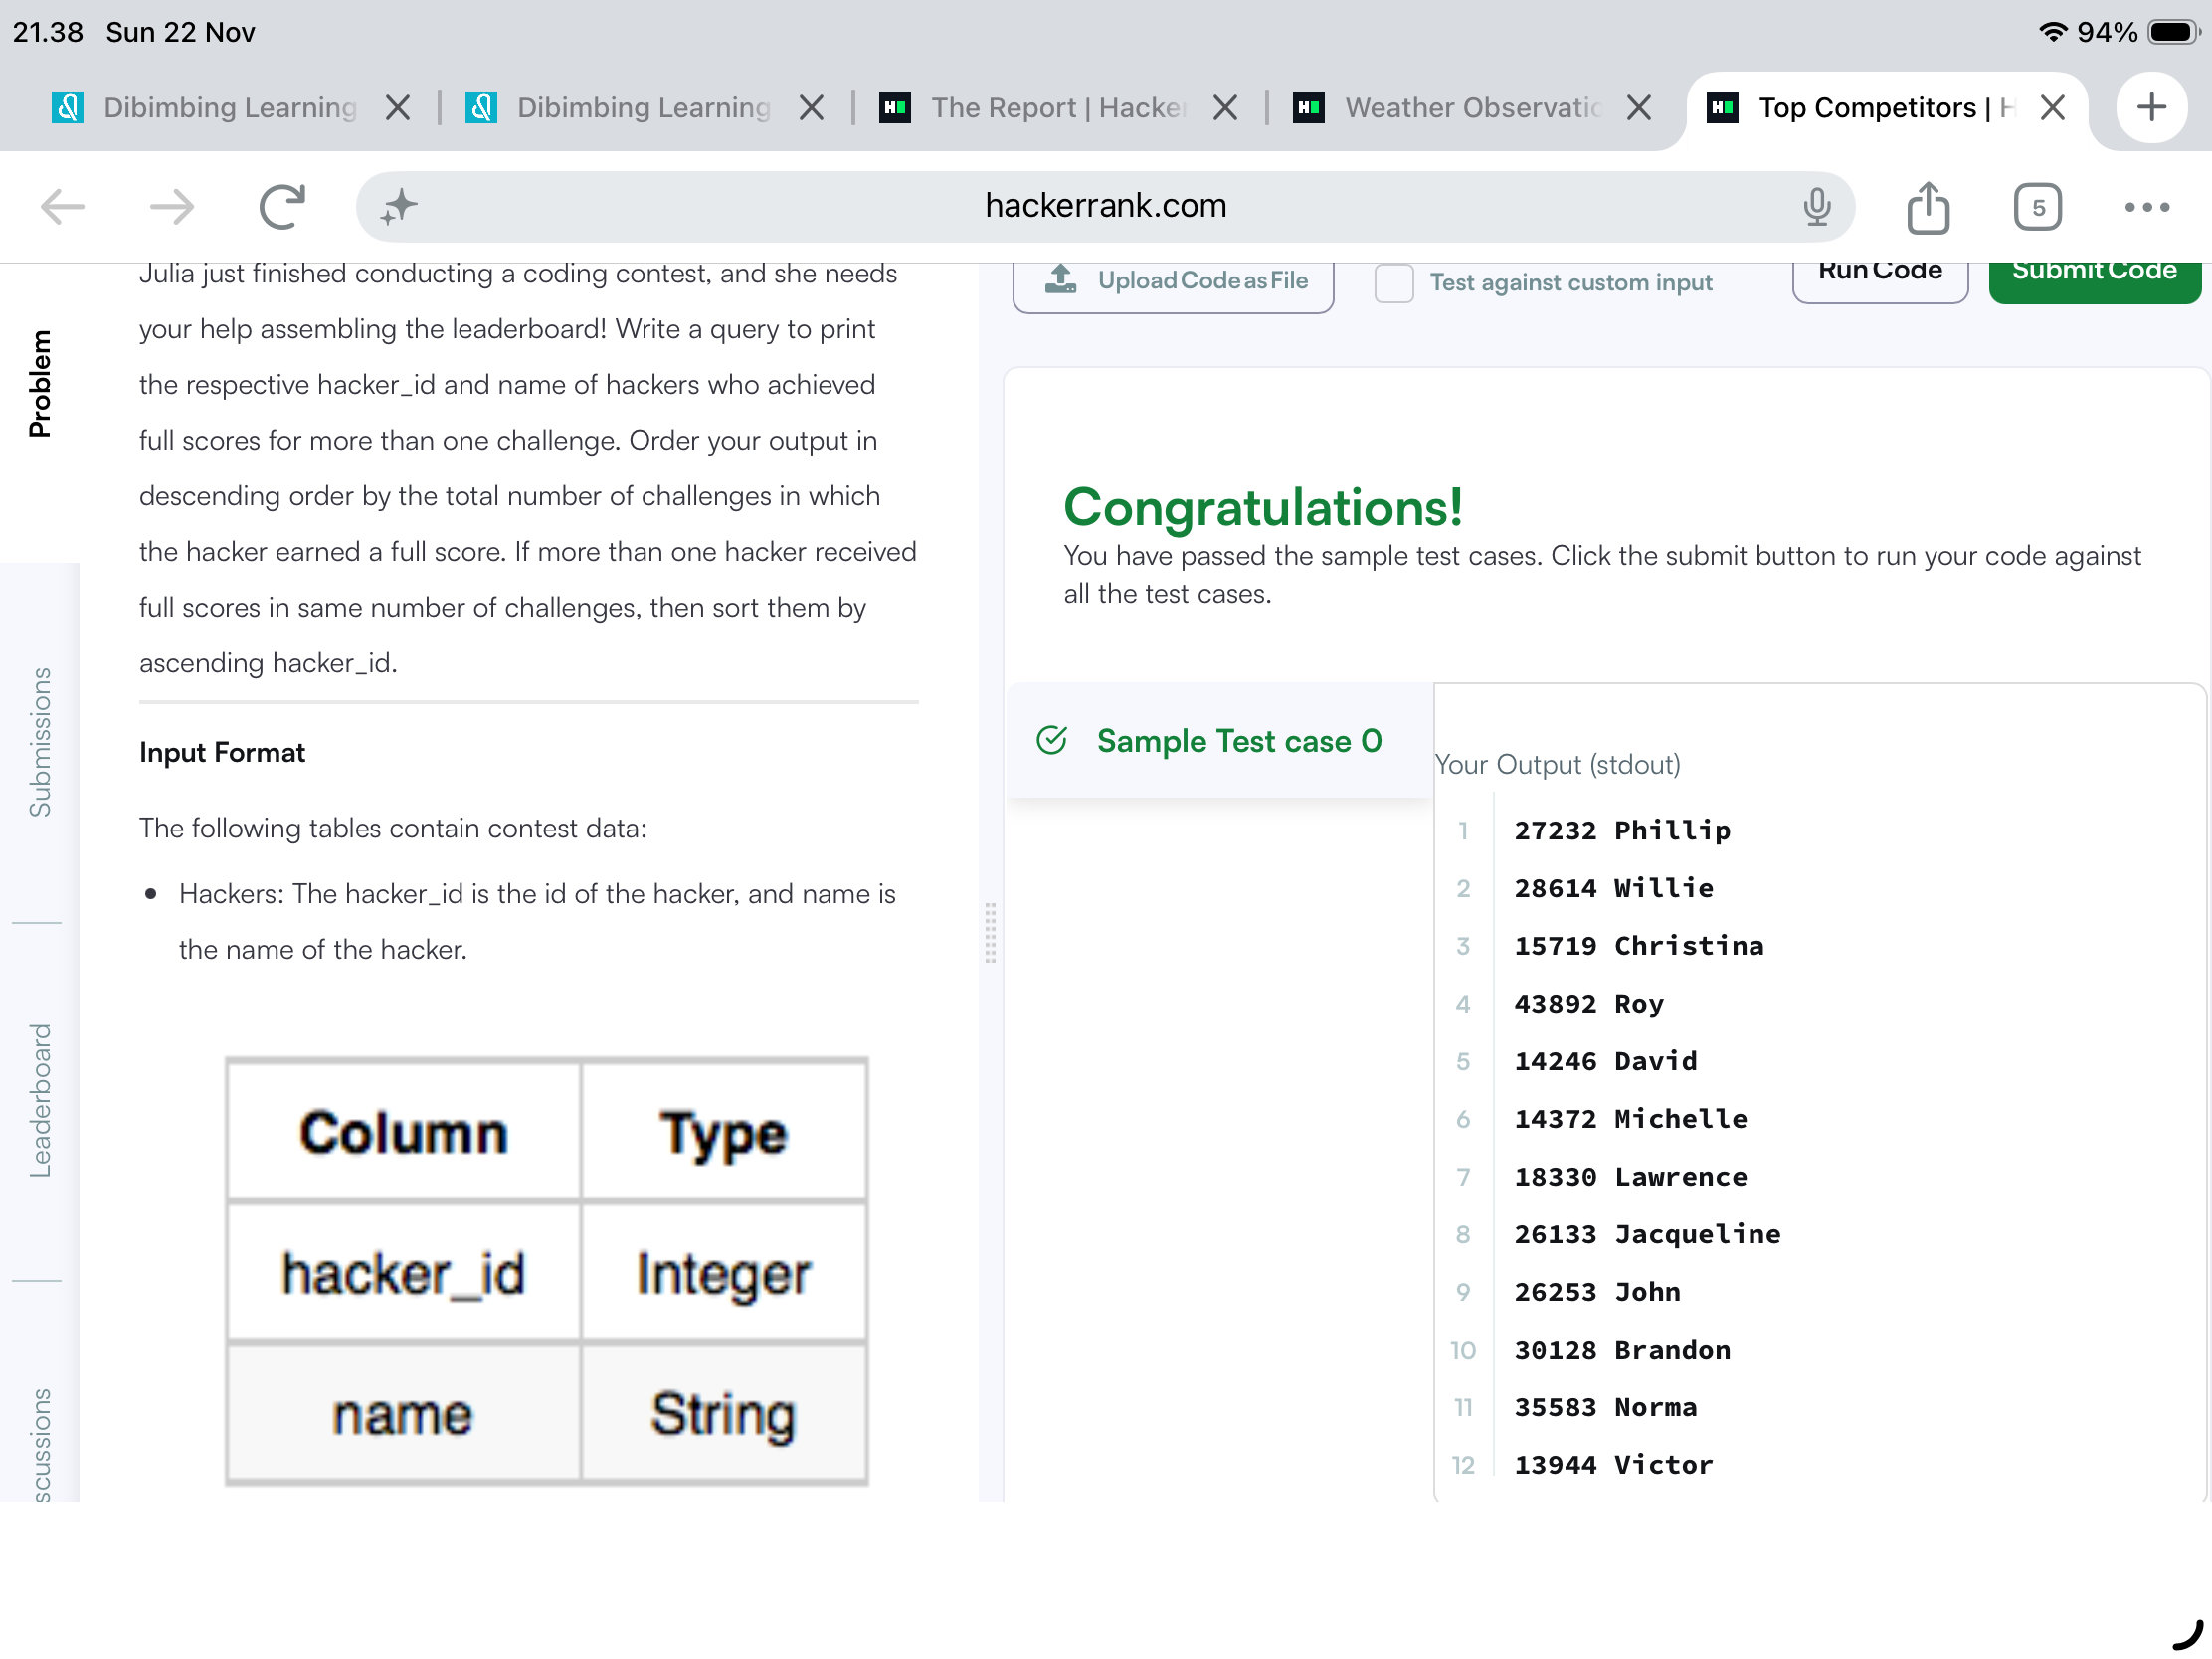 21.38 Sun 22 Nov
94%
Dibimbing Learning
Dibimbing Learning
The Report | Hacker
Weather Observatio
Top Competitors | H
hackerrank.com
5
Problem
Submissions
Leaderboard
scussions
Julia just finished conducting a coding contest, and she needs
your help assembling the leaderboard! Write a query to print
the respective hacker_id and name of hackers who achieved
full scores for more than one challenge. Order your output in
descending order by the total number of challenges in which
the hacker earned a full score. If more than one hacker received
full scores in same number of challenges, then sort them by
ascending hacker_id.
Input Format
The following tables contain contest data:
• Hackers: The hacker_id is the id of the hacker, and name is
the name of the hacker.
Column Type
hacker_id Integer
name String
Upload Code as File
Test against custom input
Run Code
Submit Code
Congratulations!
You have passed the sample test cases. Click the submit button to run your code against
all the test cases.
Sample Test case 0
Your Output (stdout)
1 27232 Phillip
2 28614 Willie
3 15719 Christina
4 43892 Roy
5 14246 David
6 14372 Michelle
7 18330 Lawrence
8 26133 Jacqueline
9 26253 John
10 30128 Brandon
11 35583 Norma
12 13944 Victor